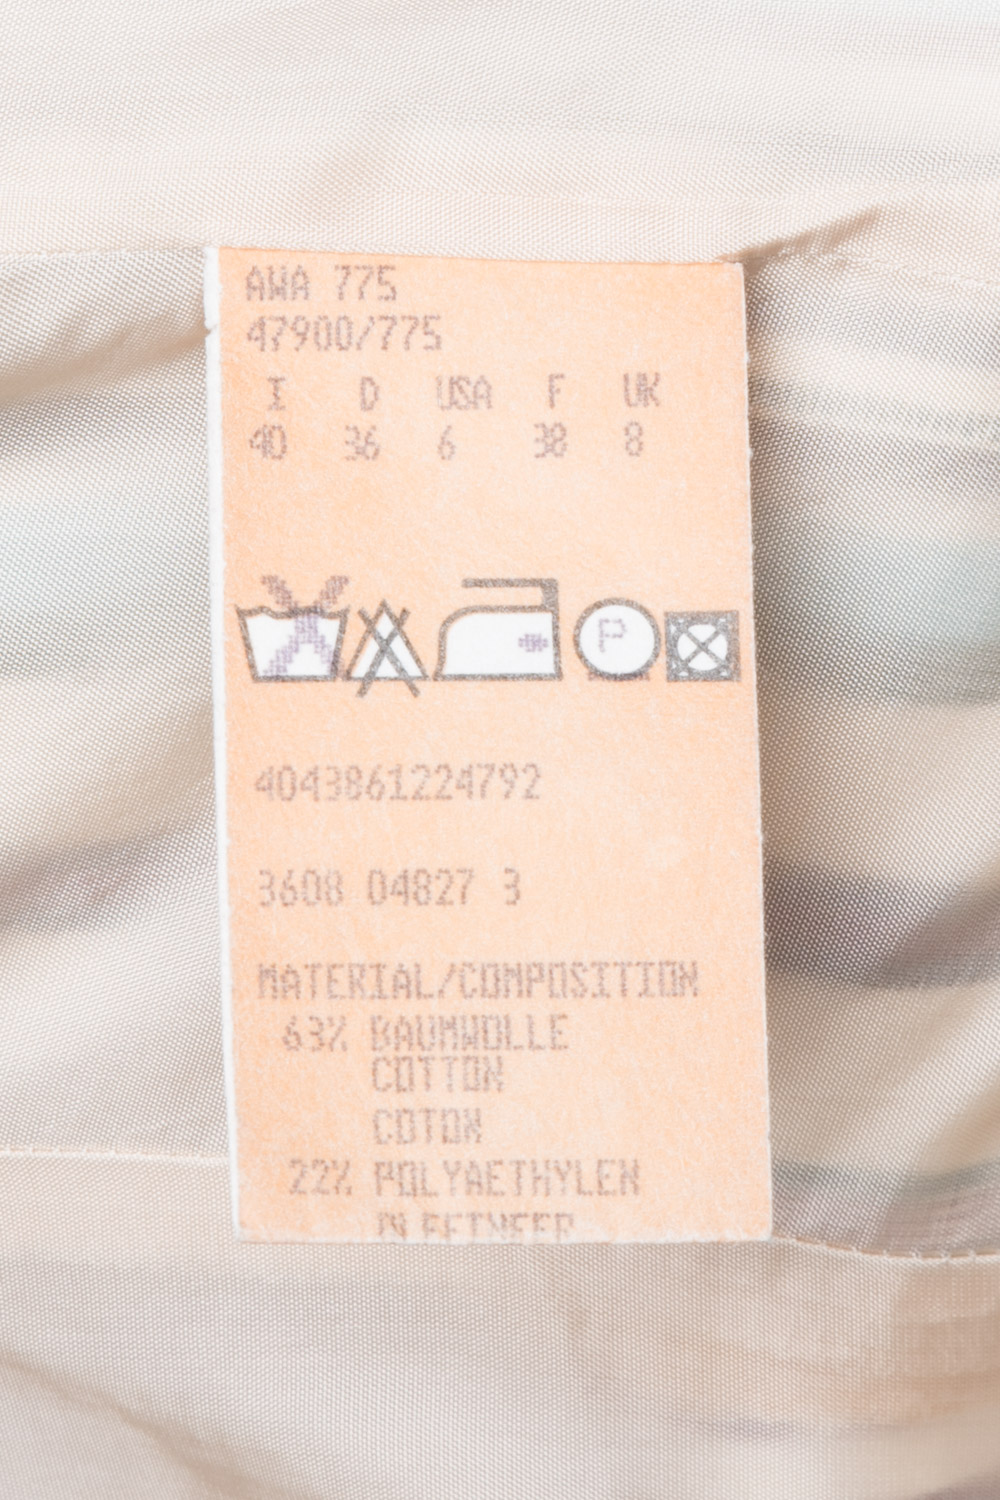 AWA 775
47900/775
I D USA F UK
40 36 6 38 8
P
4043861224792
3608 04827 3
MATERIAL/COMPOSITION
63% BAUMWOLLE
COTTON
COTON
22% POLYAETHYLEN